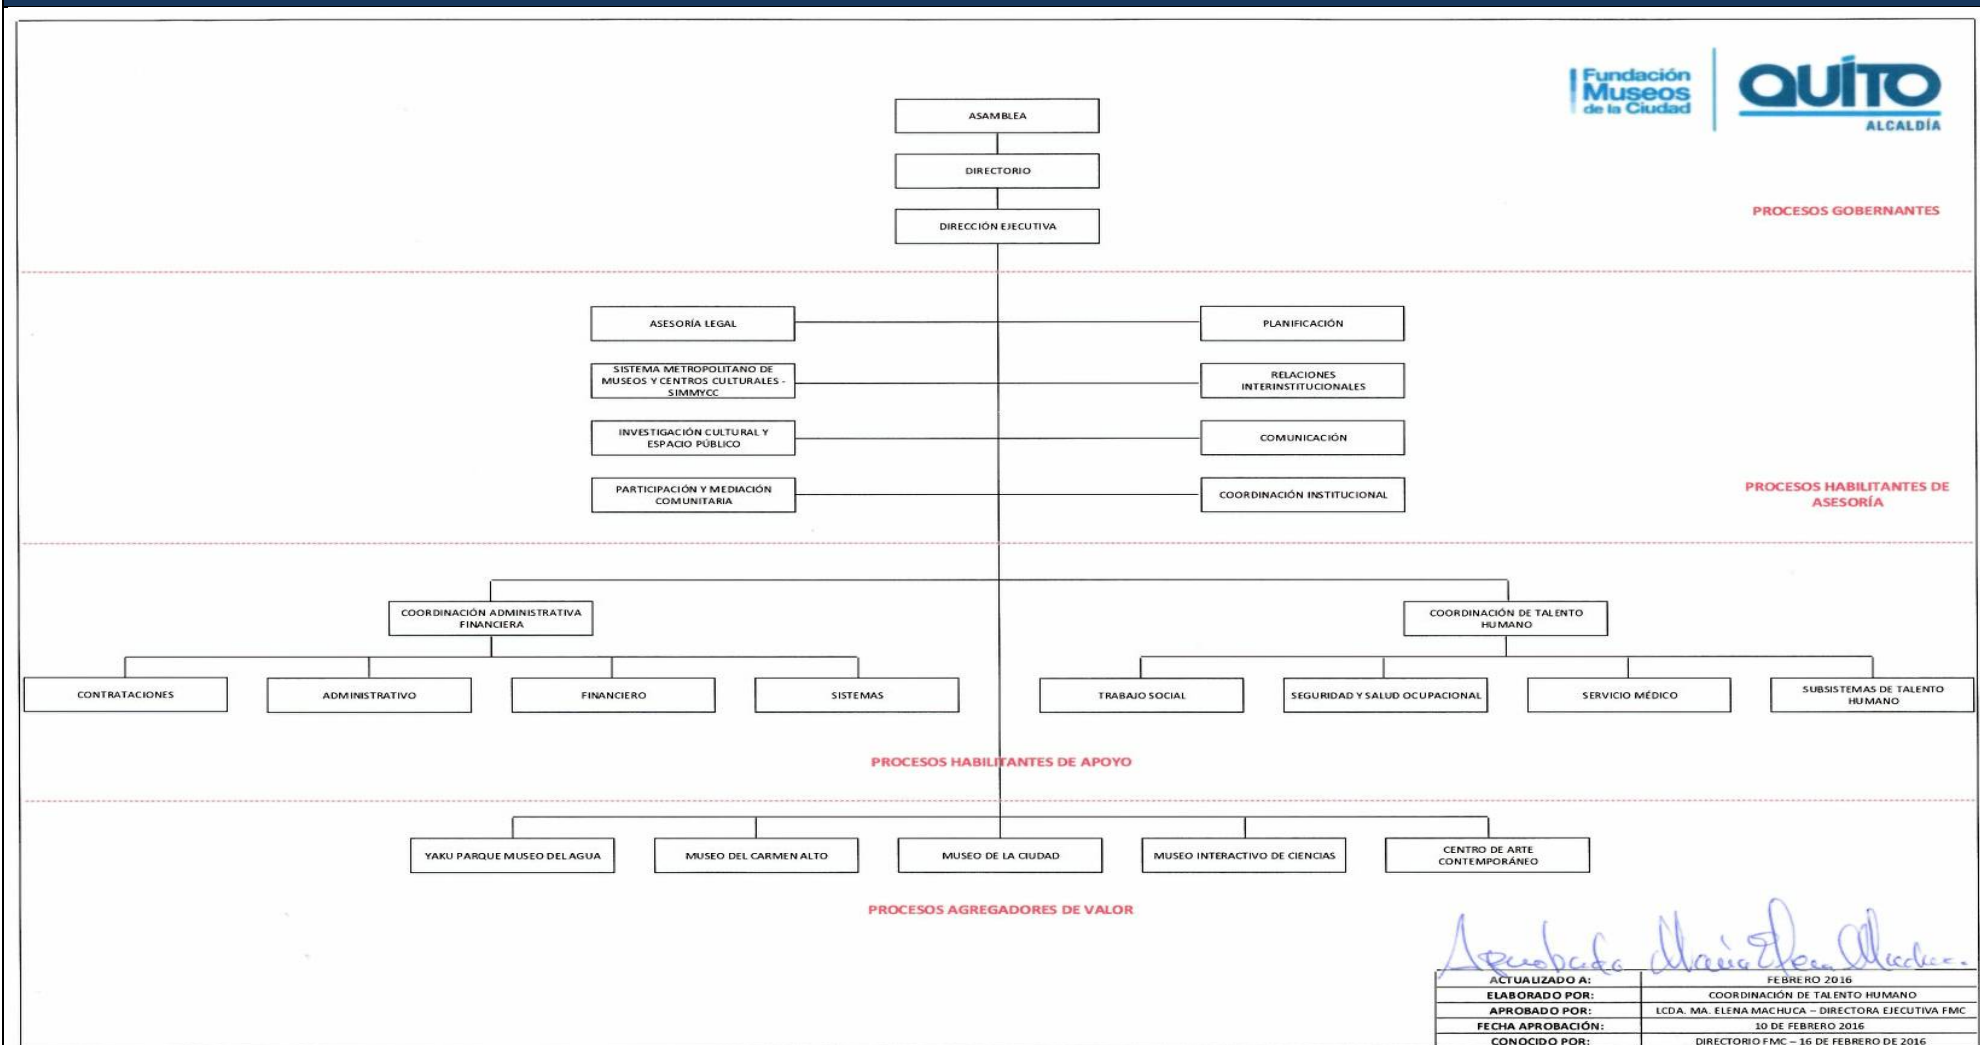 Fundación
Museos
de la Ciudad
QUITO
ALCALDÍA
ASAMBLEA
DIRECTORIO
DIRECCIÓN EJECUTIVA
PROCESOS GOBERNANTES
ASESORÍA LEGAL
PLANIFICACIÓN
SISTEMA METROPOLITANO DE
MUSEOS Y CENTROS CULTURALES -
SIMMYCC
RELACIONES
INTERINSTITUCIONALES
INVESTIGACIÓN CULTURAL Y
ESPACIO PÚBLICO
COMUNICACIÓN
PARTICIPACIÓN Y MEDIACIÓN
COMUNITARIA
COORDINACIÓN INSTITUCIONAL
PROCESOS HABILITANTES DE
ASESORÍA
COORDINACIÓN ADMINISTRATIVA
FINANCIERA
COORDINACIÓN DE TALENTO
HUMANO
CONTRATACIONES
ADMINISTRATIVO
FINANCIERO
SISTEMAS
TRABAJO SOCIAL
SEGURIDAD Y SALUD OCUPACIONAL
SERVICIO MÉDICO
SUBSISTEMAS DE TALENTO
HUMANO
PROCESOS HABILITANTES DE APOYO
YAKU PARQUE MUSEO DEL AGUA
MUSEO DEL CARMEN ALTO
MUSEO DE LA CIUDAD
MUSEO INTERACTIVO DE CIENCIAS
CENTRO DE ARTE
CONTEMPORÁNEO
PROCESOS AGREGADORES DE VALOR
Aprobado María Elena Machuca
ACTUALIZADO A: FEBRERO 2016
ELABORADO POR: COORDINACIÓN DE TALENTO HUMANO
APROBADO POR: LCDA. MA. ELENA MACHUCA – DIRECTORA EJECUTIVA FMC
FECHA APROBACIÓN: 10 DE FEBRERO 2016
CONOCIDO POR: DIRECTORIO FMC – 16 DE FEBRERO DE 2016